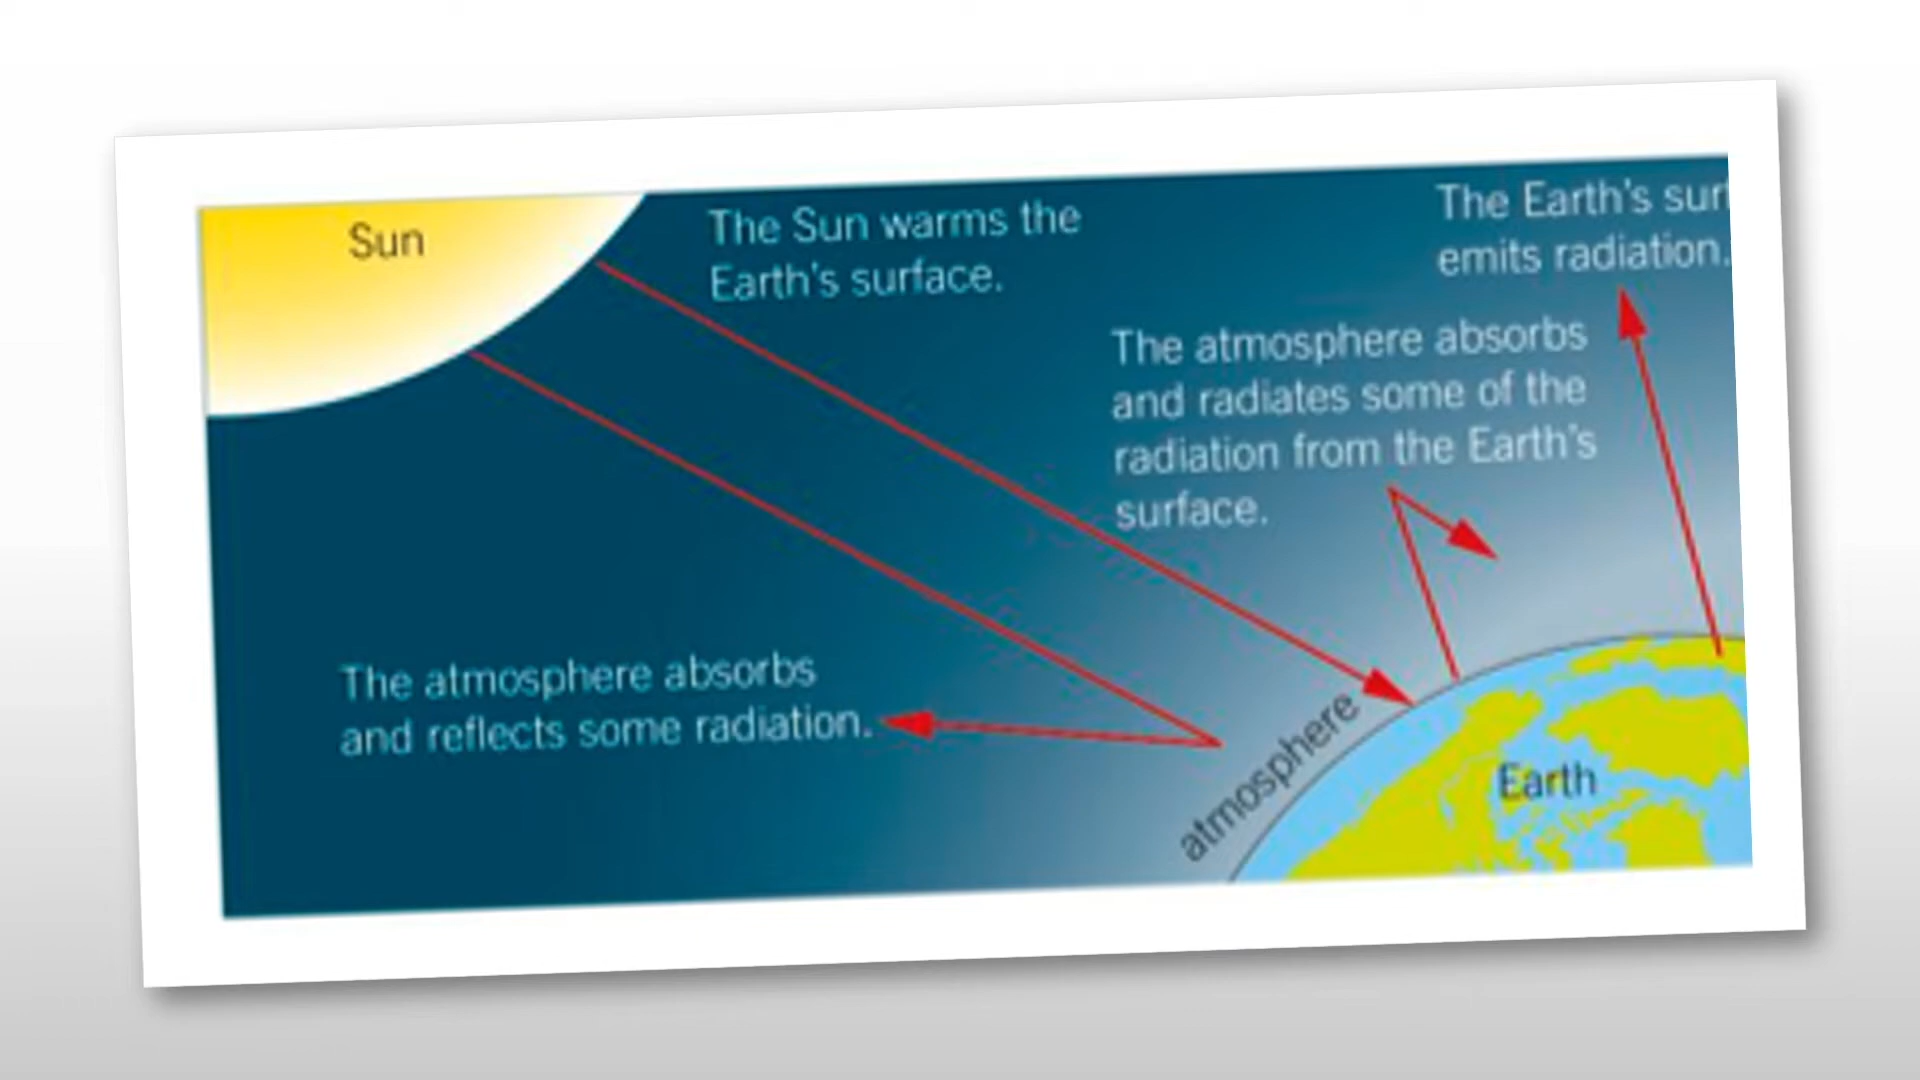 Sun
The Sun warms the
Earth's surface.
The Earth's
emits radiation.
The atmosphere absorbs
and radiates some of the
radiation from the Earth's
surface.
The atmosphere absorbs
and reflects some radiation.
atmosphere
Earth